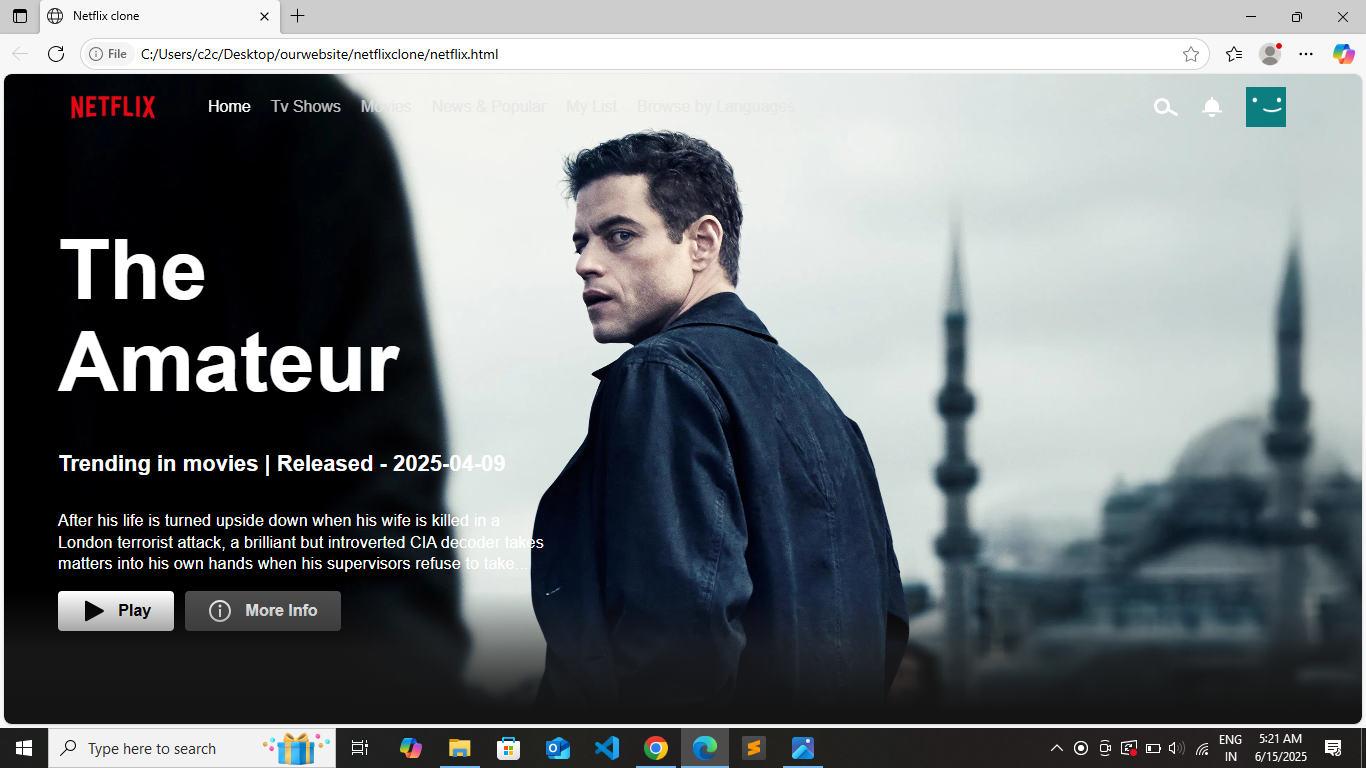 Netflix clone
File
C:/Users/c2c/Desktop/ourwebsite/netflixclone/netflix.html
NETFLIX
Home
Tv Shows
Movies
News & Popular
My List
Browse by Languages
The
Amateur
Trending in movies | Released - 2025-04-09
After his life is turned upside down when his wife is killed in a
London terrorist attack, a brilliant but introverted CIA decoder takes
matters into his own hands when his supervisors refuse to take...
Play
More Info
Type here to search
ENG
IN
5:21 AM
6/15/2025